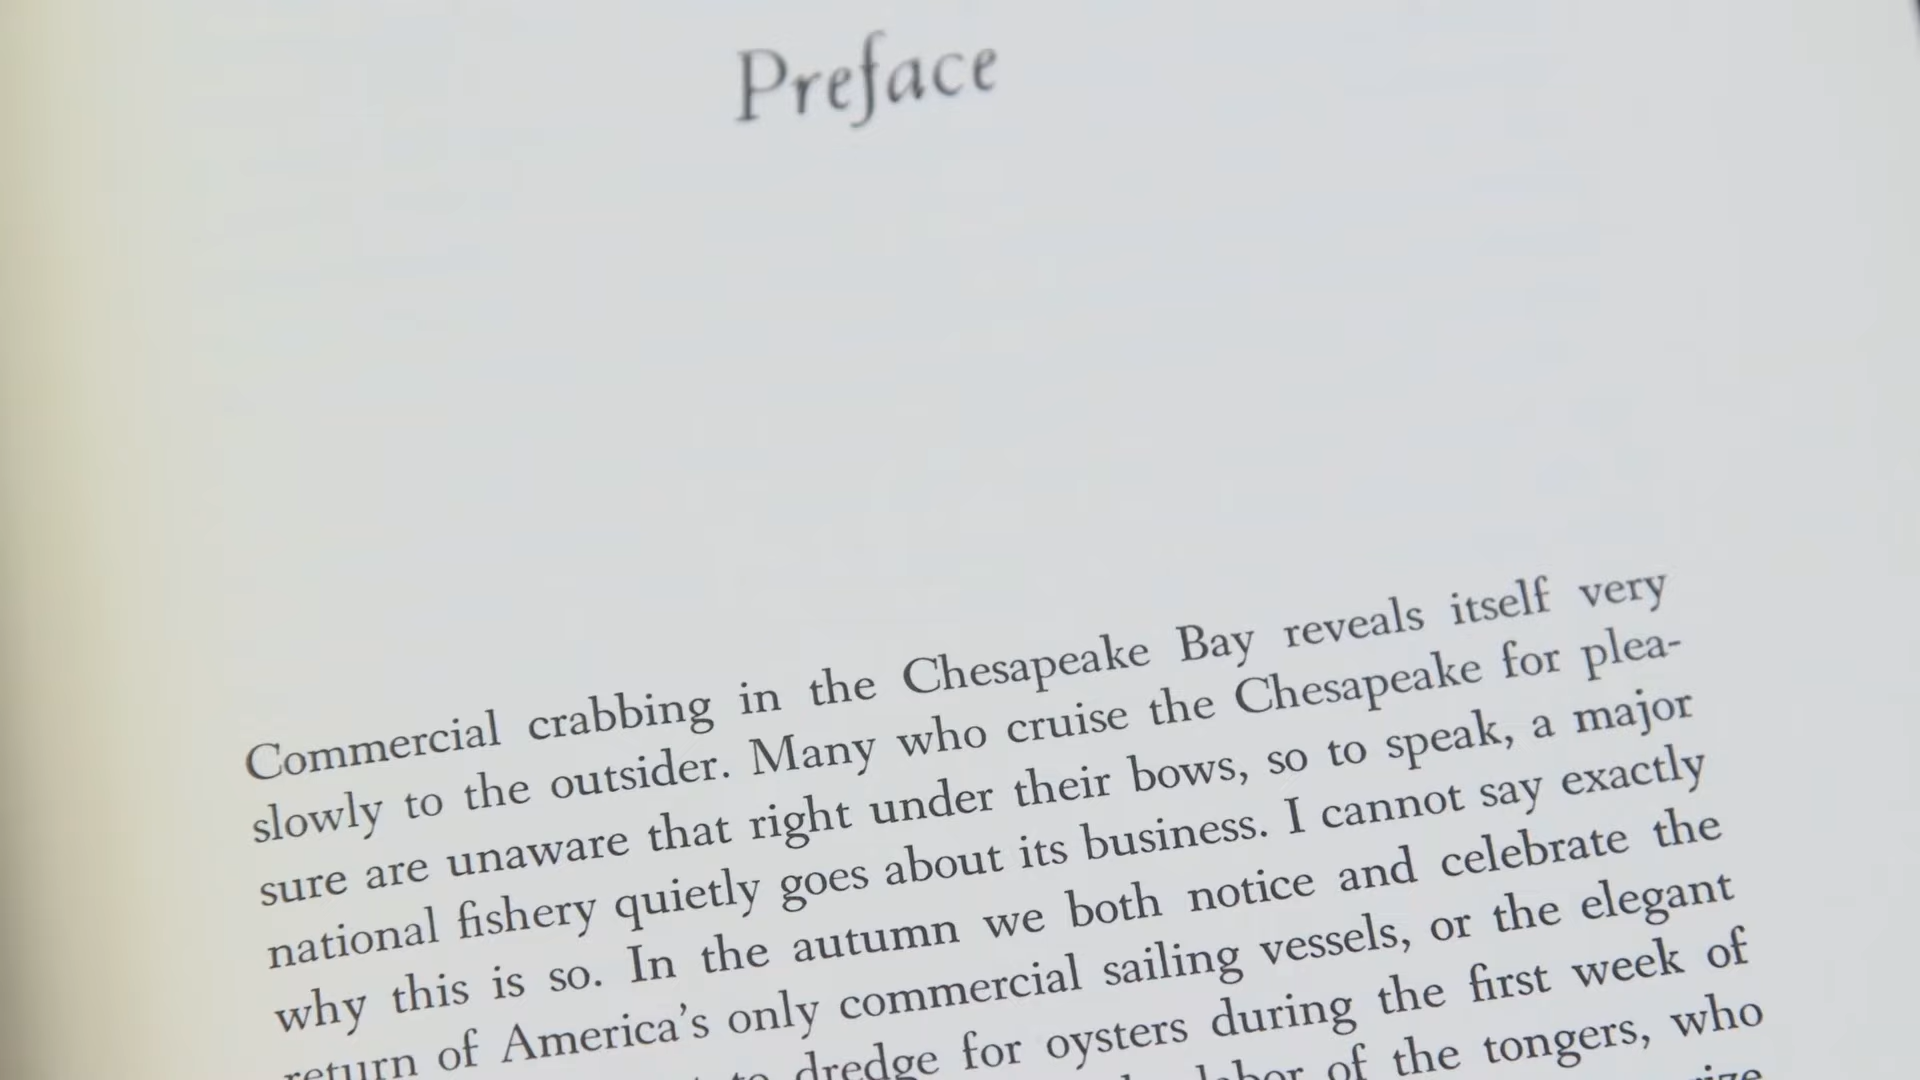 Preface
Commercial crabbing in the Chesapeake Bay reveals itself very
slowly to the outsider. Many who cruise the Chesapeake for plea-
sure are unaware that right under their bows, so to speak, a major
national fishery quietly goes about its business. I cannot say exactly
why this is so. In the autumn we both notice and celebrate the
return of America's only commercial sailing vessels, or the elegant
to dredge for oysters during the first week of
labor of the tongers, who